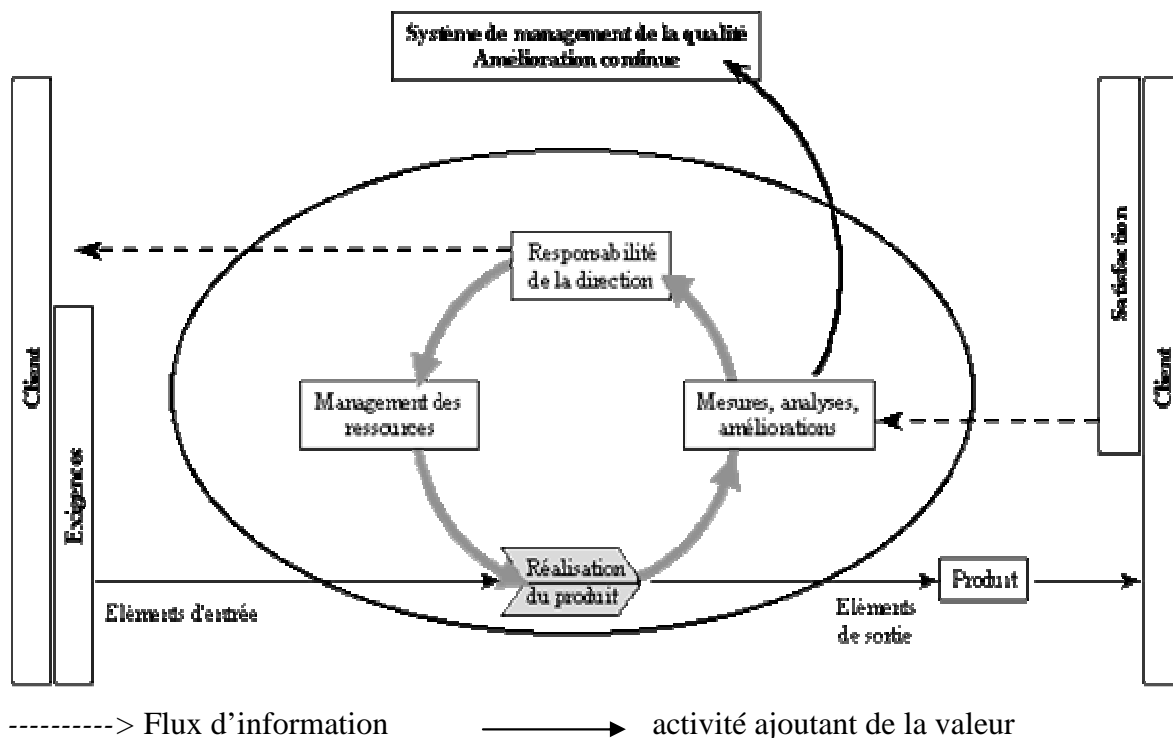 Système de management de la qualité
Amélioration continue
Client
Exigences
Responsabilité
de la direction
Management des
ressources
Mesures, analyses,
améliorations
Réalisation
du produit
Eléments d'entrée
Eléments
de sortie
Produit
Satisfaction
Client
----------> Flux d’information
activité ajoutant de la valeur